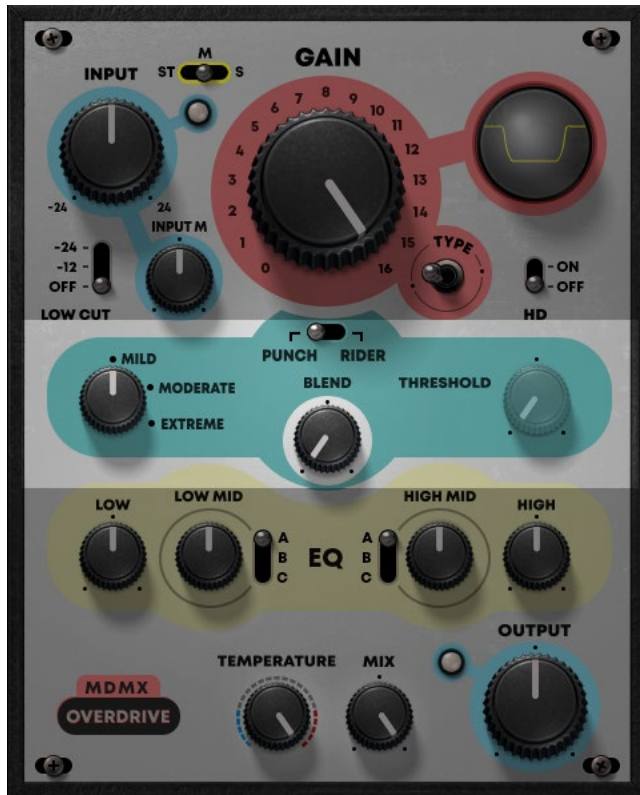 M
ST S
INPUT
GAIN
0 1 2 3 4 5 6 7 8 9 10 11 12 13 14 15 16
-24 24
INPUT M
TYPE
-24
-12
OFF
LOW CUT
ON
OFF
HD
PUNCH RIDER
MILD
MODERATE
EXTREME
BLEND
THRESHOLD
LOW
LOW MID
A
B
C
EQ
A
B
C
HIGH MID
HIGH
TEMPERATURE
MIX
OUTPUT
MDMX
OVERDRIVE